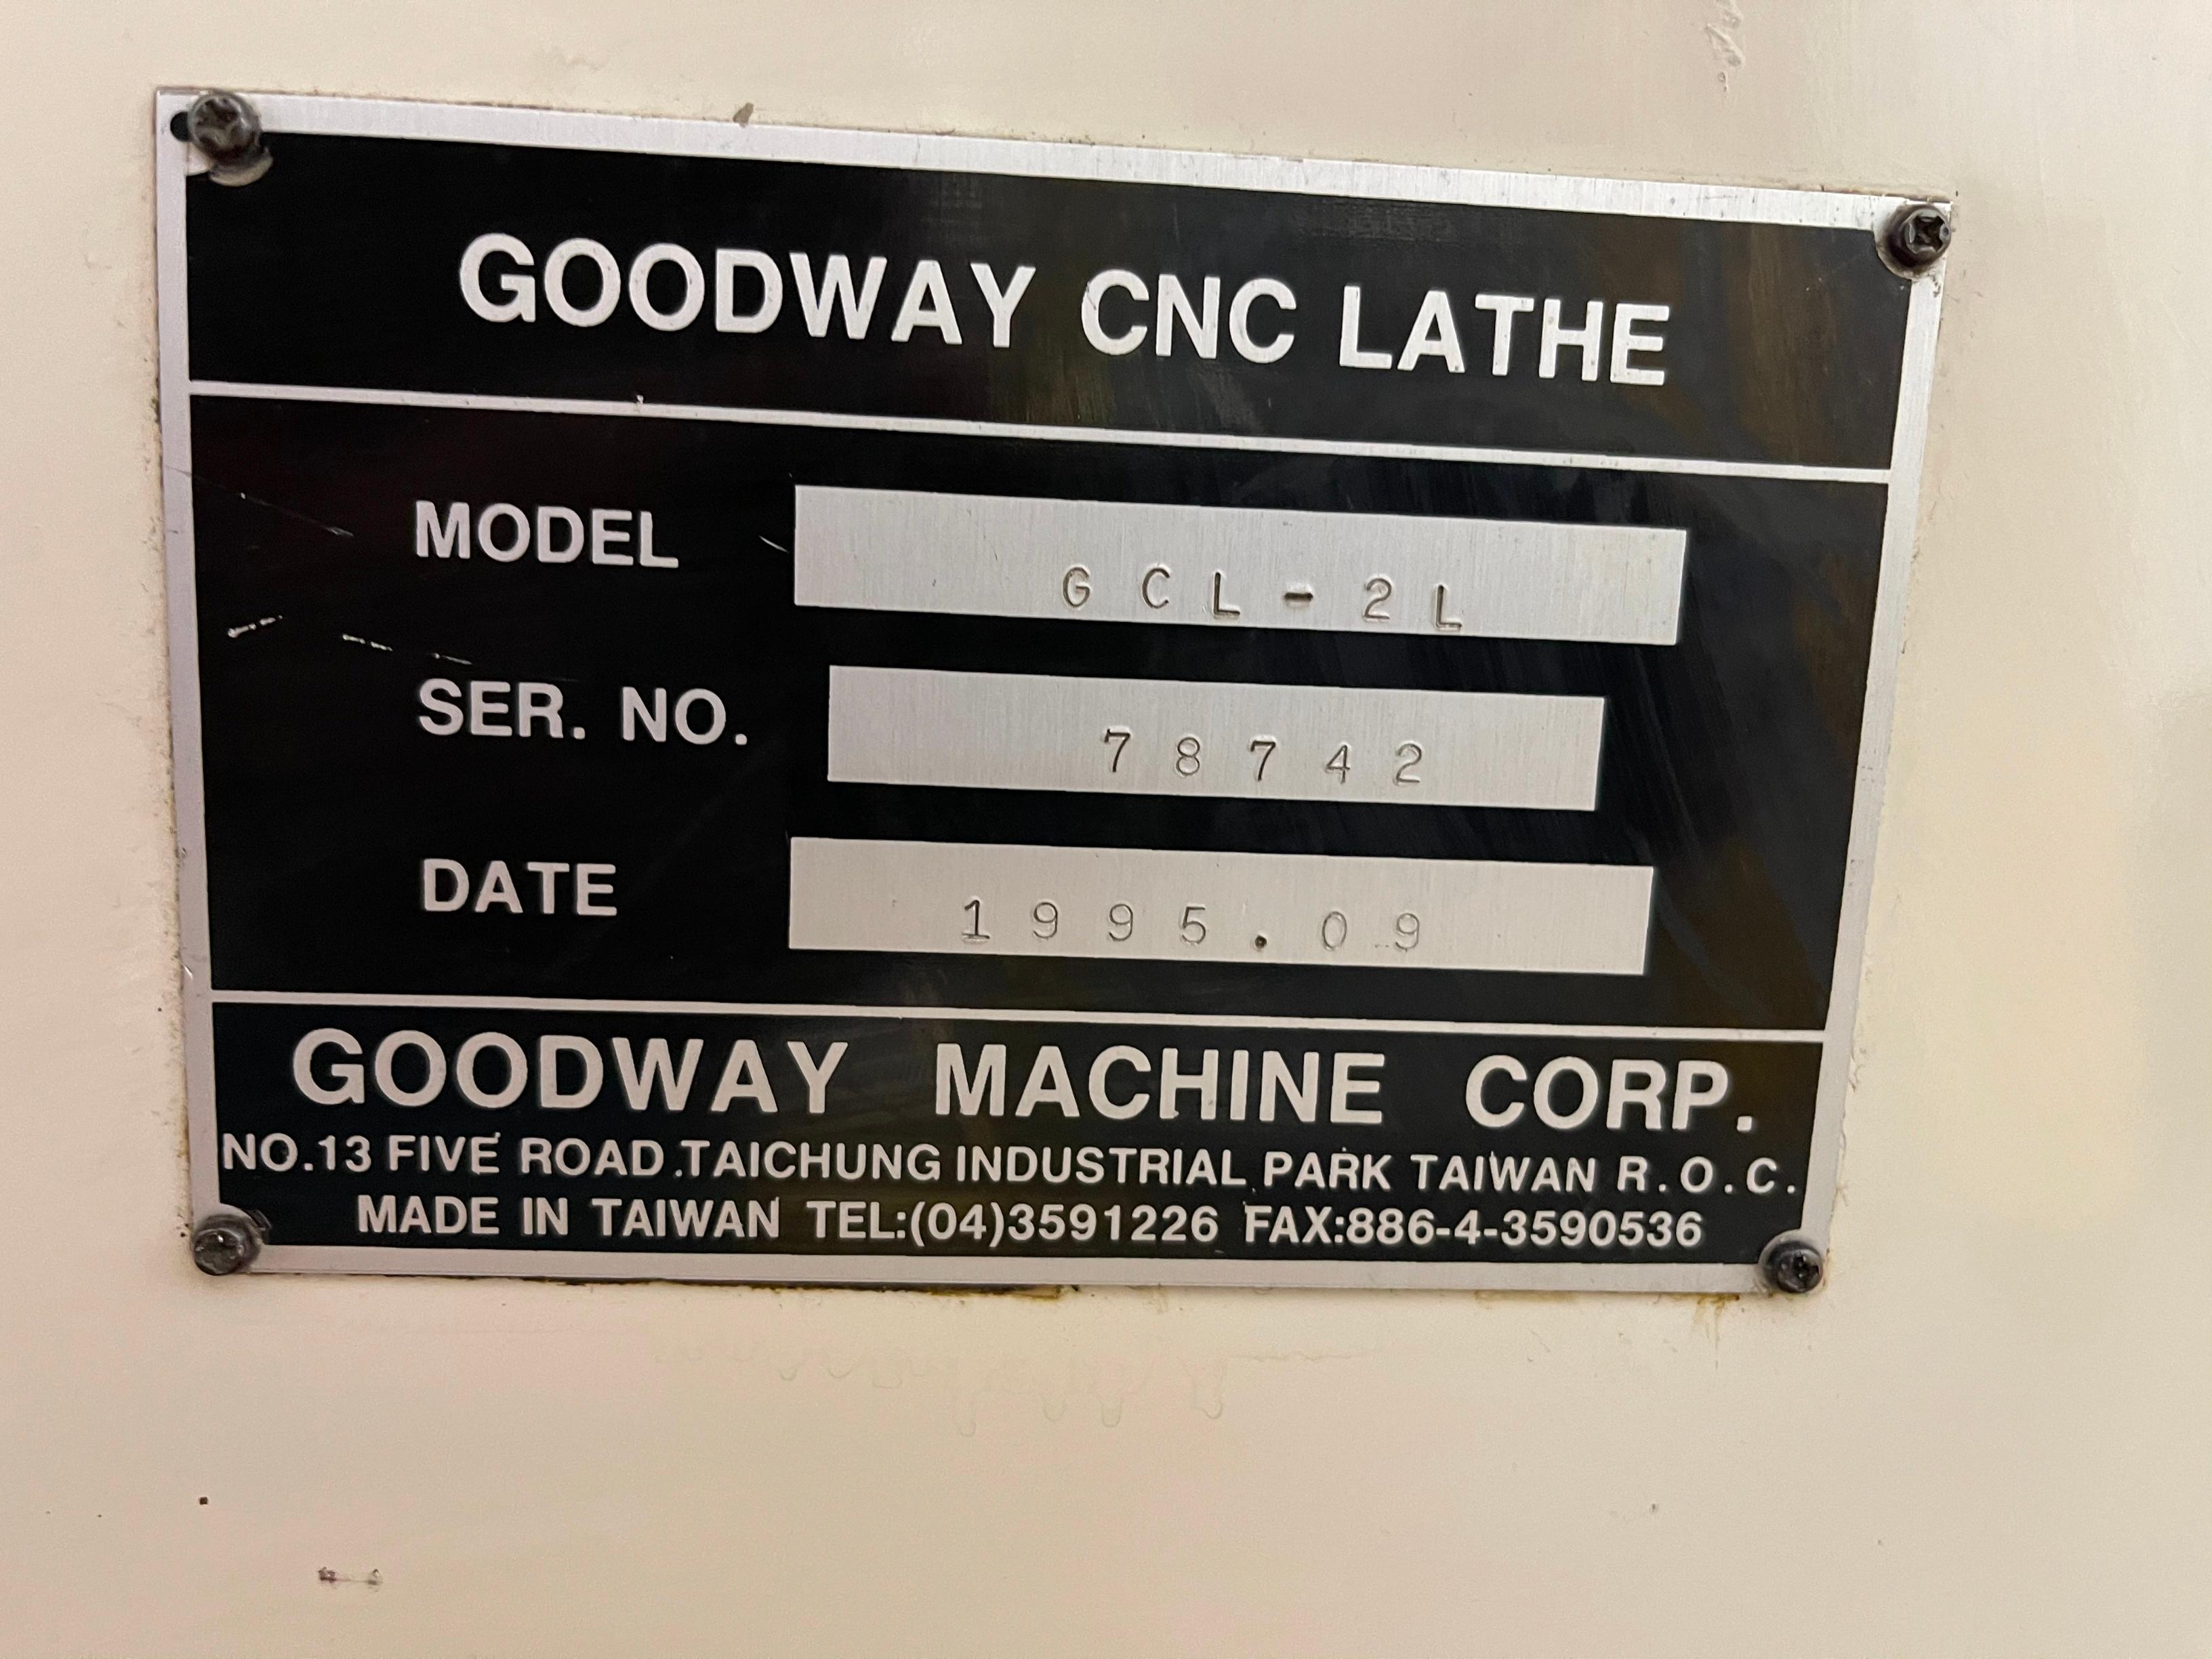 GOODWAY CNC LATHE
MODEL GCL-2L
SER. NO. 78742
DATE 1995.09
GOODWAY MACHINE CORP.
NO.13 FIVE ROAD.TAICHUNG INDUSTRIAL PARK TAIWAN R.O.C.
MADE IN TAIWAN TEL:(04)3591226 FAX:886-4-3590536